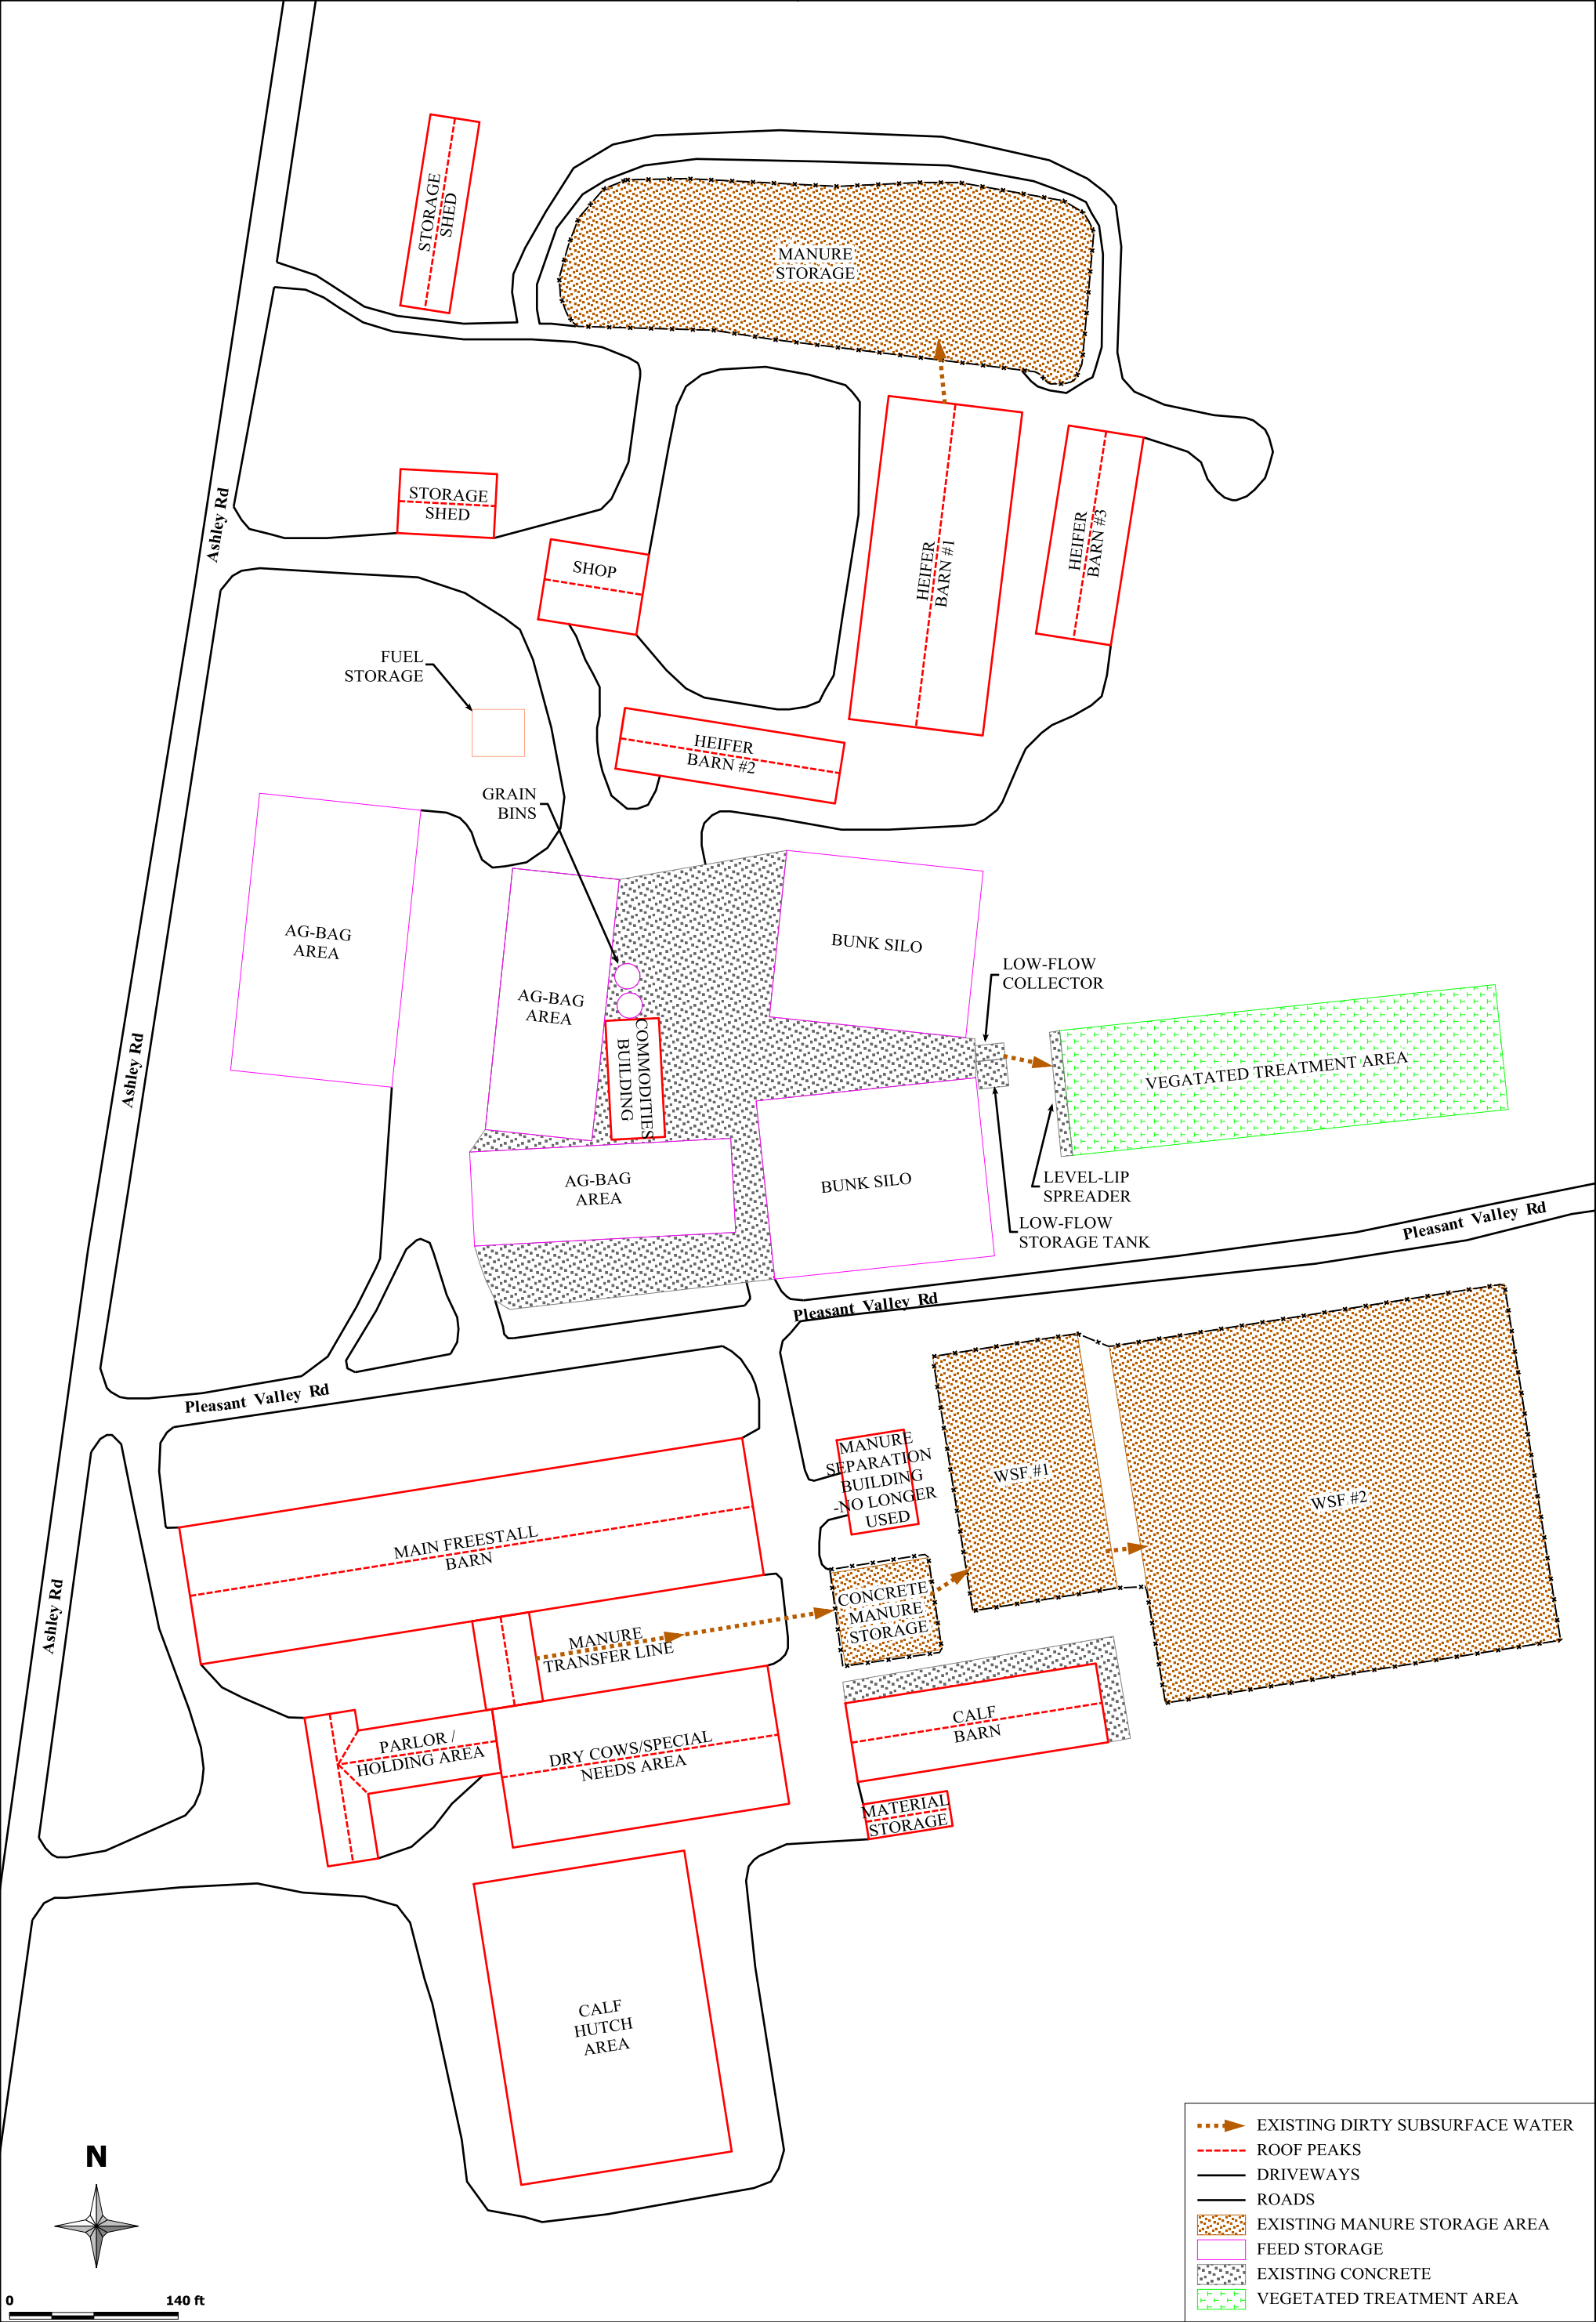 STORAGE
SHED
MANURE
STORAGE
STORAGE
SHED
Ashley Rd
SHOP
HEIFER
BARN #1
HEIFER
BARN #3
FUEL
STORAGE
HEIFER
BARN #2
GRAIN
BINS
AG-BAG
AREA
BUNK SILO
LOW-FLOW
COLLECTOR
AG-BAG
AREA
COMMODITIES
BUILDING
Ashley Rd
VEGATATED TREATMENT AREA
AG-BAG
AREA
BUNK SILO
LEVEL-LIP
SPREADER
LOW-FLOW
STORAGE TANK
Pleasant Valley Rd
Pleasant Valley Rd
Pleasant Valley Rd
MANURE
SEPARATION
BUILDING
-NO LONGER
USED
WSF #1
WSF #2
MAIN FREESTALL
BARN
CONCRETE
MANURE
STORAGE
Ashley Rd
MANURE
TRANSFER LINE
CALF
BARN
PARLOR /
HOLDING AREA
DRY COWS/SPECIAL
NEEDS AREA
MATERIAL
STORAGE
CALF
HUTCH
AREA
N
0 140 ft
EXISTING DIRTY SUBSURFACE WATER
ROOF PEAKS
DRIVEWAYS
ROADS
EXISTING MANURE STORAGE AREA
FEED STORAGE
EXISTING CONCRETE
VEGETATED TREATMENT AREA